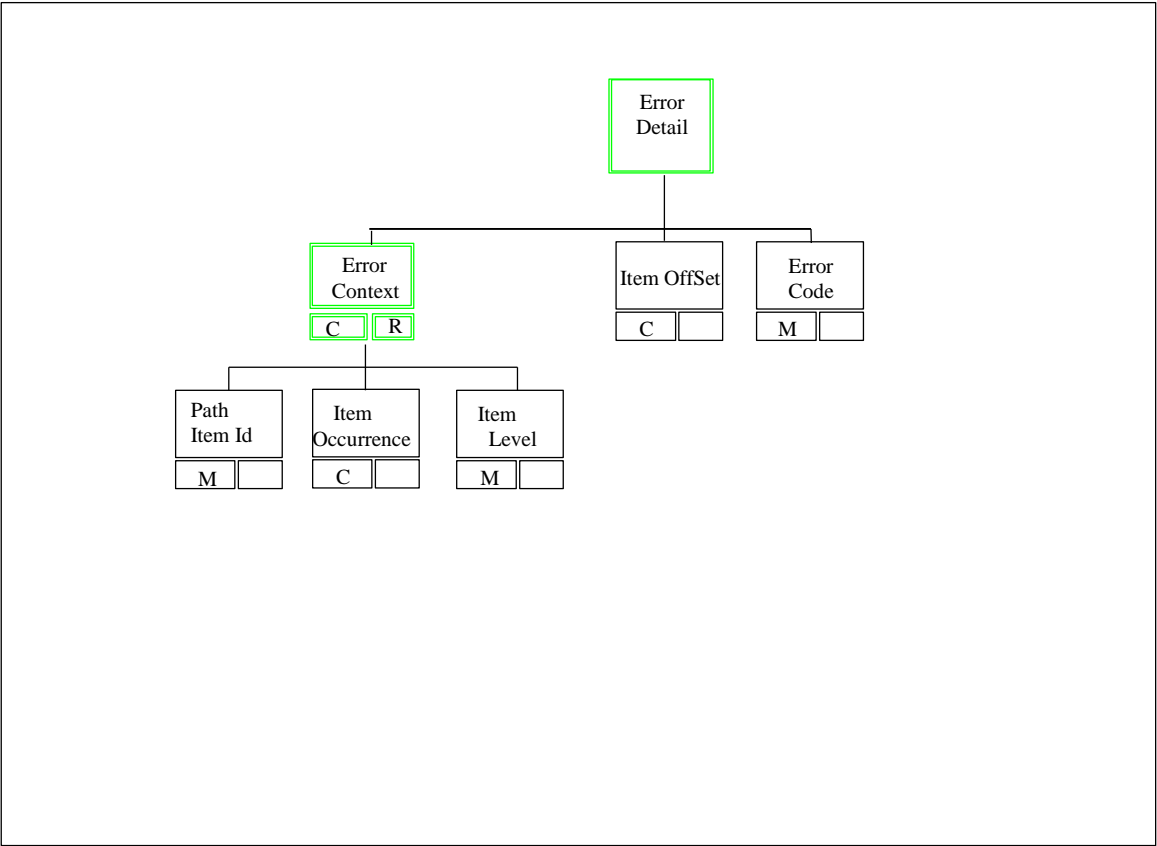 Error
Detail
Error
Context
C R
Item OffSet
C
Error
Code
M
Path
Item Id
M
Item
Occurrence
C
Item
Level
M